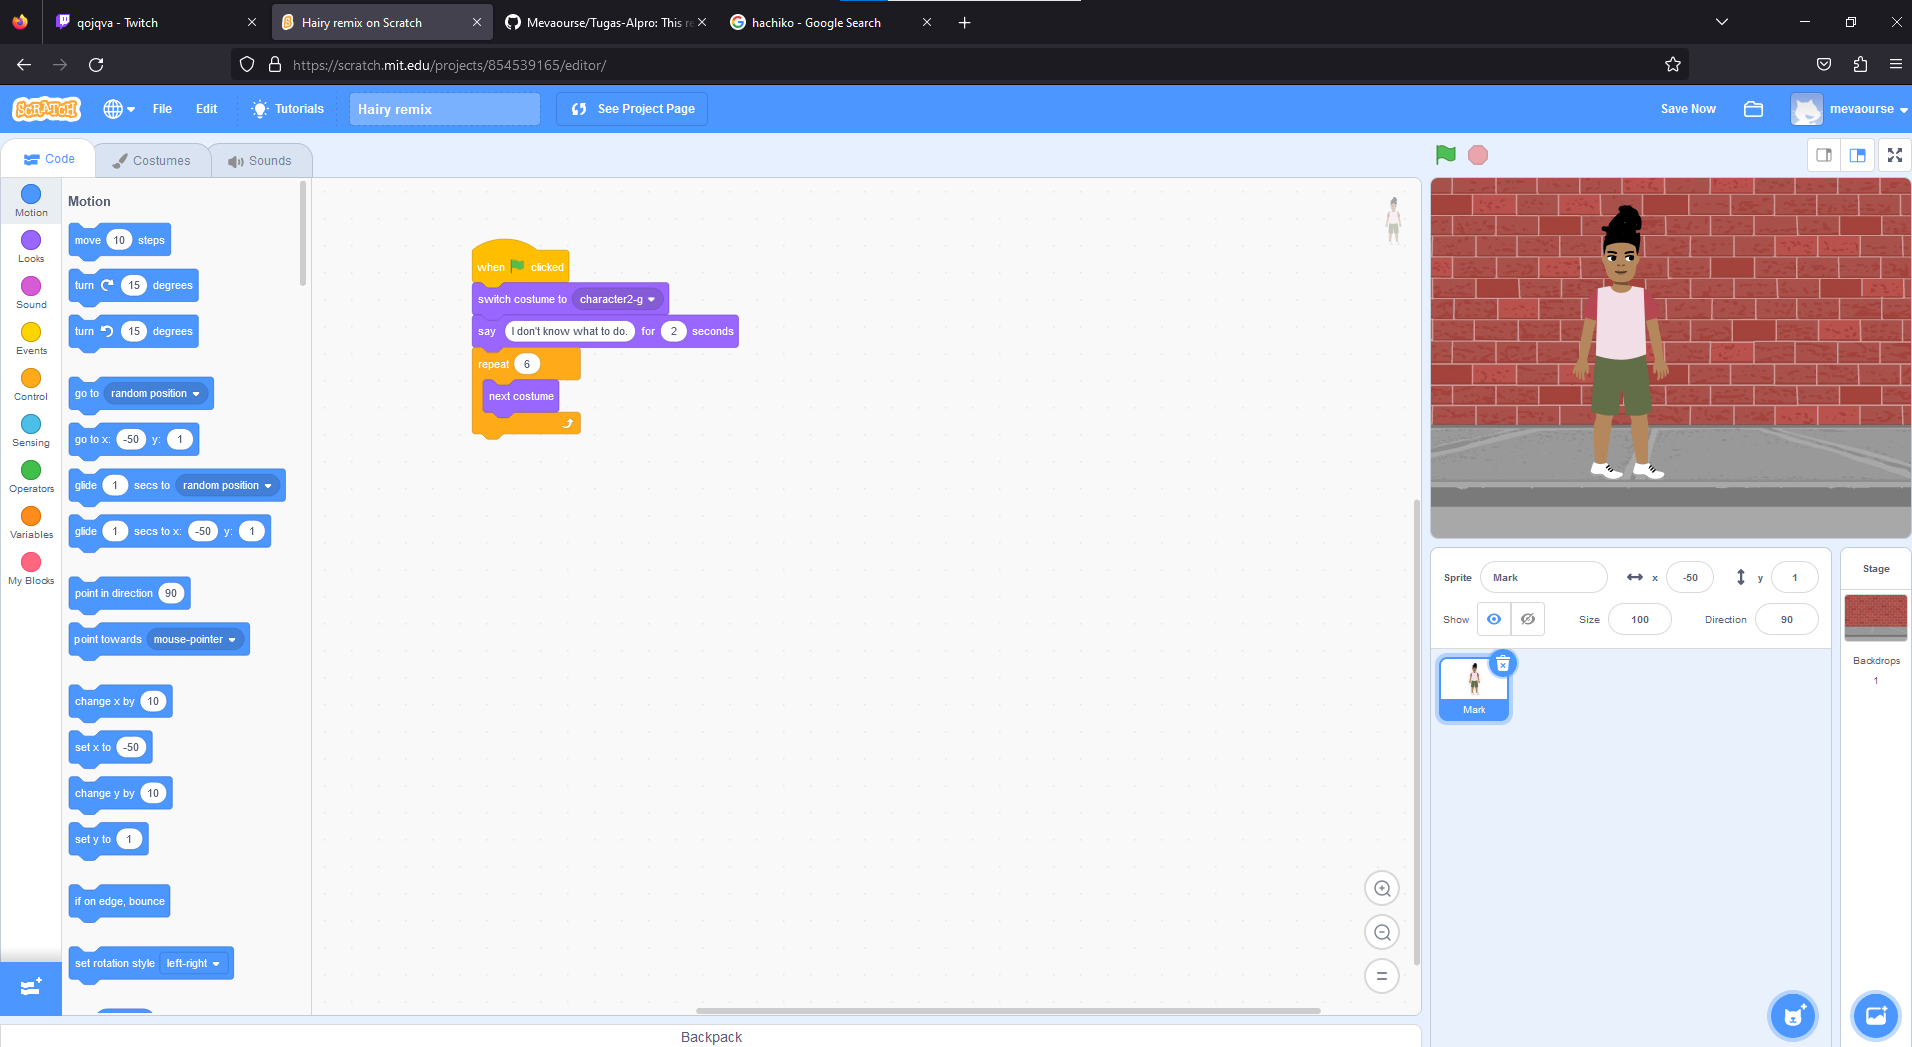 qojqva - Twitch
Hairy remix on Scratch
Mevaourse/Tugas-Alpro: This re
hachiko - Google Search
https://scratch.mit.edu/projects/854539165/editor/
SCRATCH
File
Edit
Tutorials
Hairy remix
See Project Page
Save Now
mevaourse
Code
Costumes
Sounds
Motion
Looks
Sound
Events
Control
Sensing
Operators
Variables
My Blocks
Motion
move 10 steps
turn 15 degrees
turn 15 degrees
go to random position
go to x: -50 y: 1
glide 1 secs to random position
glide 1 secs to x: -50 y: 1
point in direction 90
point towards mouse-pointer
change x by 10
set x to -50
change y by 10
set y to 1
if on edge, bounce
set rotation style left-right
when clicked
switch costume to character2-g
say I don't know what to do. for 2 seconds
repeat 6
next costume
Sprite Mark x -50 y 1
Show Size 100 Direction 90
Mark
Stage
Backdrops
1
Backpack